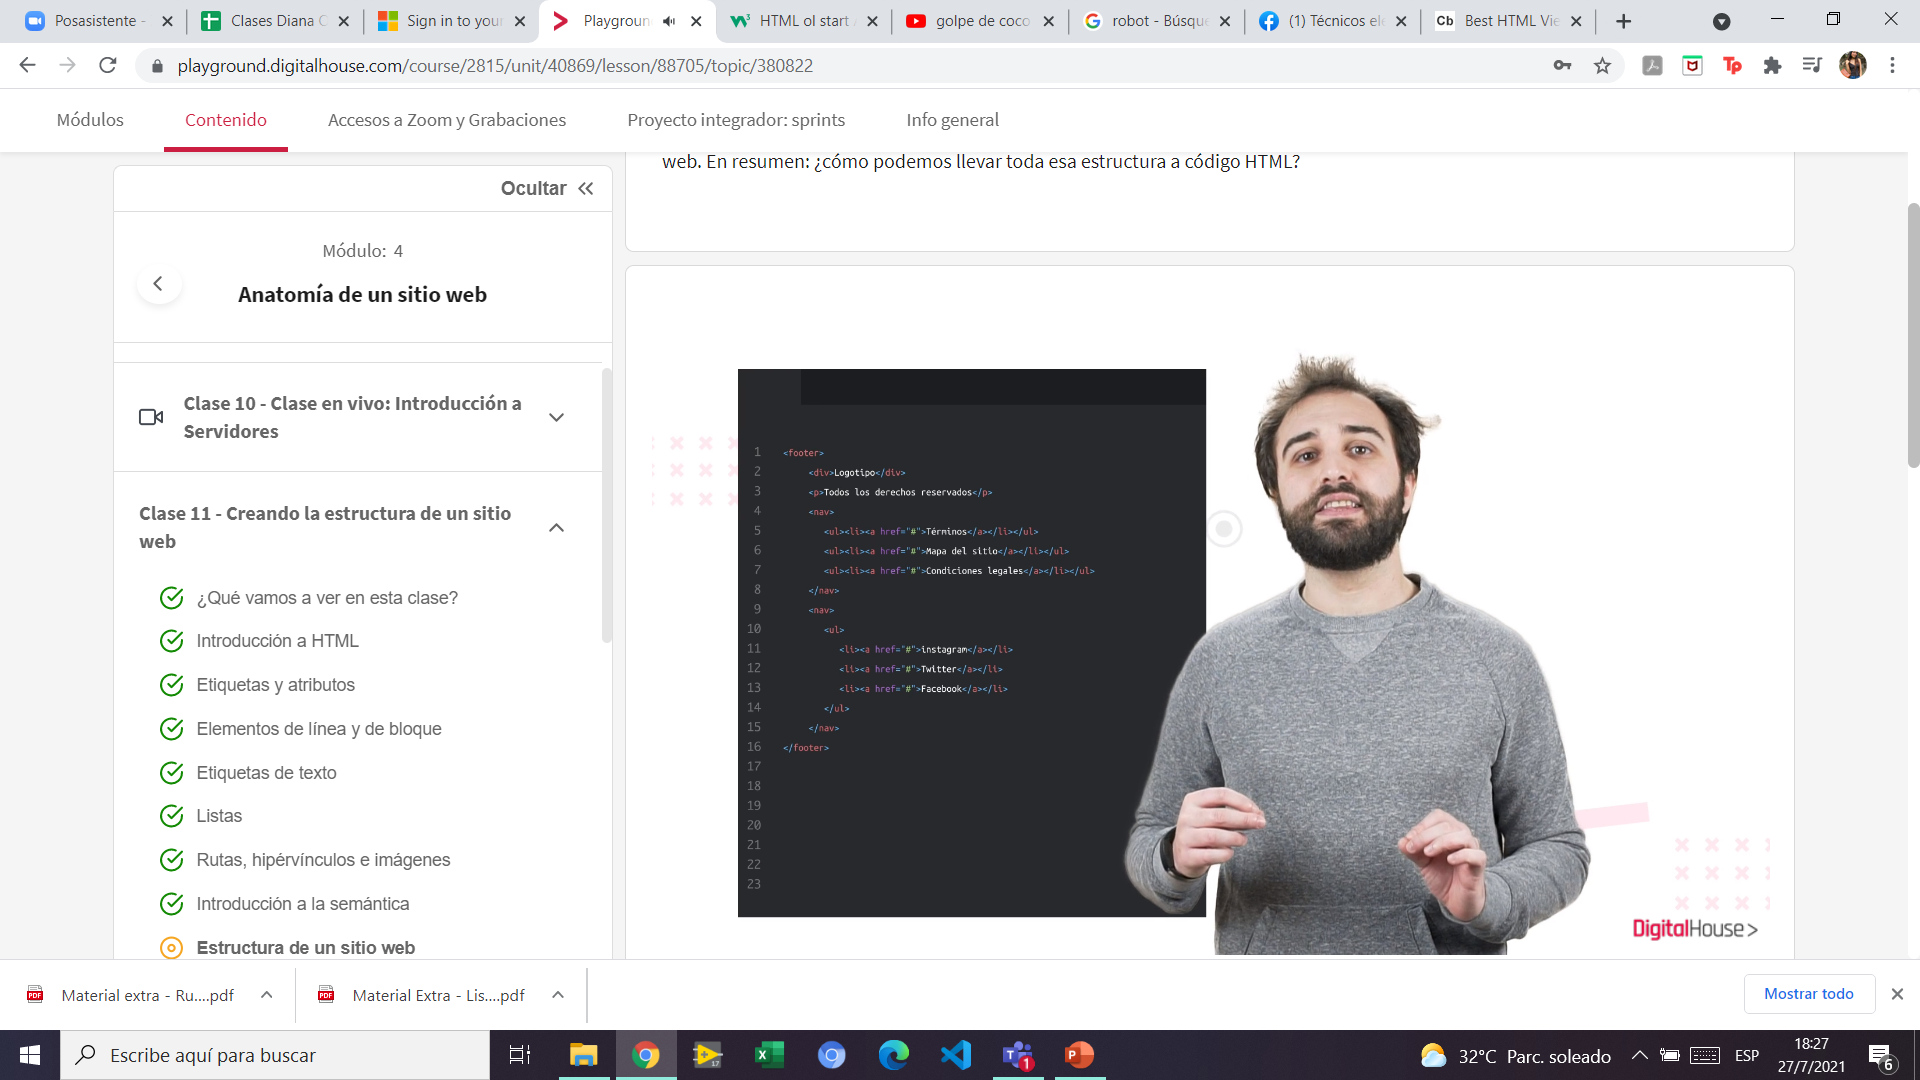 Posasistente -
Clases Diana C
Sign in to your
Playgroun
HTML ol start
golpe de coco
robot - Búsqu
(1) Técnicos ele
Cb
Best HTML Vie
playground.digitalhouse.com/course/2815/unit/40869/lesson/88705/topic/380822
Módulos
Contenido
Accesos a Zoom y Grabaciones
Proyecto integrador: sprints
Info general
web. En resumen: ¿cómo podemos llevar toda esa estructura a código HTML?
Ocultar
Módulo: 4
Anatomía de un sitio web
Clase 10 - Clase en vivo: Introducción a
Servidores
Clase 11 - Creando la estructura de un sitio
web
¿Qué vamos a ver en esta clase?
Introducción a HTML
Etiquetas y atributos
Elementos de línea y de bloque
Etiquetas de texto
Listas
Rutas, hipérvínculos e imágenes
Introducción a la semántica
Estructura de un sitio web
1 <footer>
2 <div>Logotipo</div>
3 <p>Todos los derechos reservados</p>
4 <nav>
5 <ul><li><a href="#">Términos</a></li></ul>
6 <ul><li><a href="#">Mapa del sitio</a></li></ul>
7 <ul><li><a href="#">Condiciones legales</a></li></ul>
8 </nav>
9 <nav>
10 <ul>
11 <li><a href="#">instagram</a></li>
12 <li><a href="#">Twitter</a></li>
13 <li><a href="#">Facebook</a></li>
14 </ul>
15 </nav>
16 </footer>
17
18
19
20
21
22
23
DigitalHouse>
Material extra - Ru....pdf
Material Extra - Lis....pdf
Mostrar todo
Escribe aquí para buscar
32°C Parc. soleado
ESP
18:27
27/7/2021
6